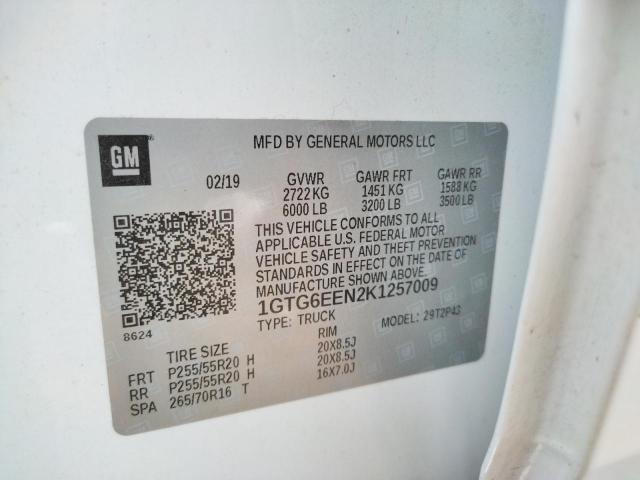 GM
MFD BY GENERAL MOTORS LLC
02/19 GVWR GAWR FRT GAWR RR
2722 KG 1451 KG 1588 KG
6000 LB 3200 LB 3500 LB
THIS VEHICLE CONFORMS TO ALL
APPLICABLE U.S. FEDERAL MOTOR
VEHICLE SAFETY AND THEFT PREVENTION
STANDARDS IN EFFECT ON THE DATE OF
MANUFACTURE SHOWN ABOVE.
1GTG6EEN2K1257009
8624 TYPE: TRUCK MODEL: 29T2P43
TIRE SIZE RIM
FRT P255/55R20 H 20X8.5J
RR P255/55R20 H 20X8.5J
SPA 265/70R16 T 16X7.0J